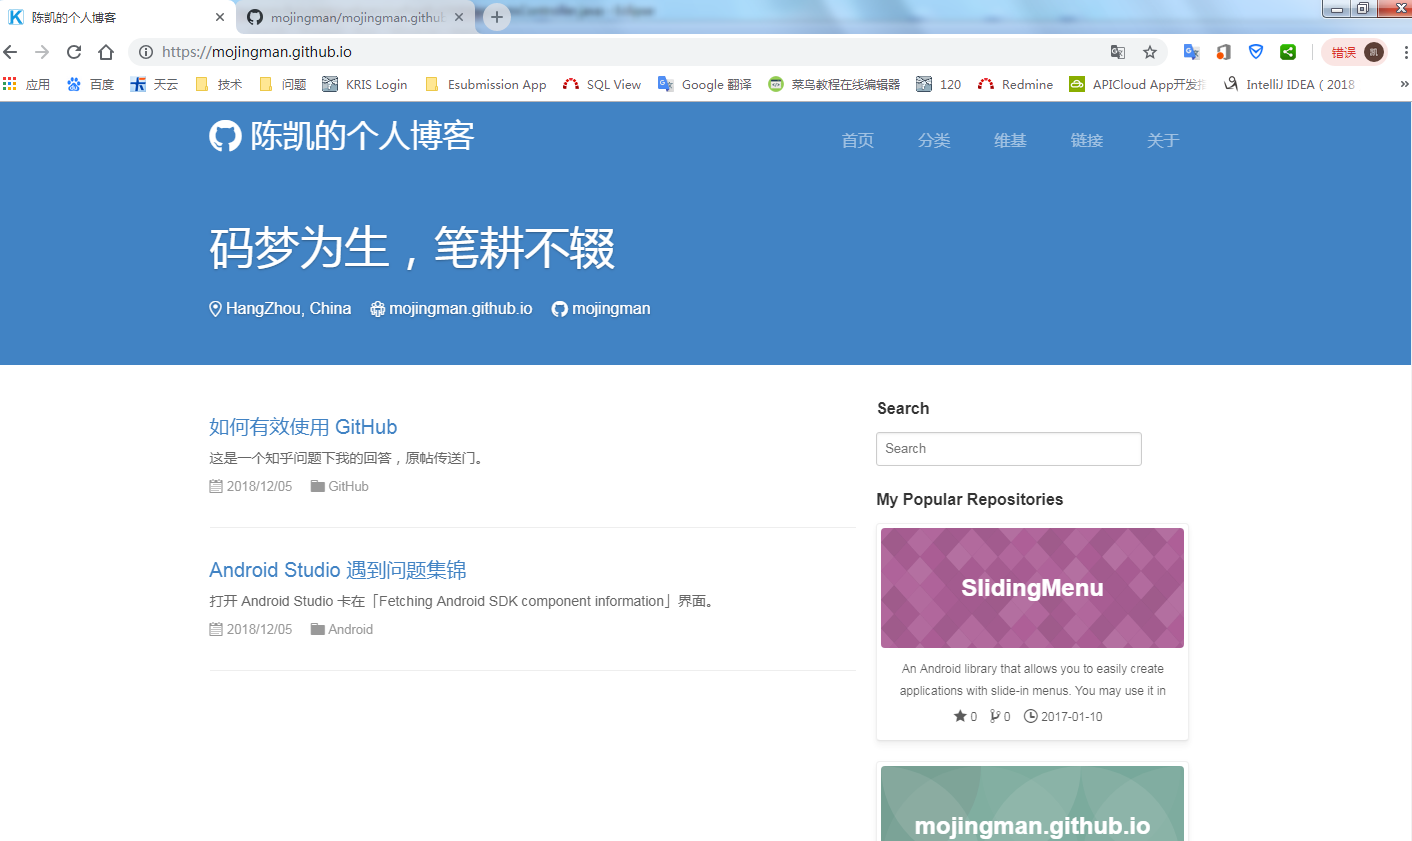 陈凯的个人博客
mojingman/mojingman.github
https://mojingman.github.io
错误 凯
应用 百度 天云 技术 问题 KRIS Login Esubmission App SQL View Google 翻译 菜鸟教程在线编辑器 120 Redmine APICloud App开发指 IntelliJ IDEA ( 2018 »
陈凯的个人博客
首页 分类 维基 链接 关于
码梦为生，笔耕不辍
HangZhou, China mojingman.github.io mojingman
如何有效使用 GitHub
这是一个知乎问题下我的回答，原帖传送门。
2018/12/05 GitHub
Android Studio 遇到问题集锦
打开 Android Studio 卡在「Fetching Android SDK component information」界面。
2018/12/05 Android
Search
Search
My Popular Repositories
SlidingMenu
An Android library that allows you to easily create
applications with slide-in menus. You may use it in
0 0 2017-01-10
mojingman.github.io